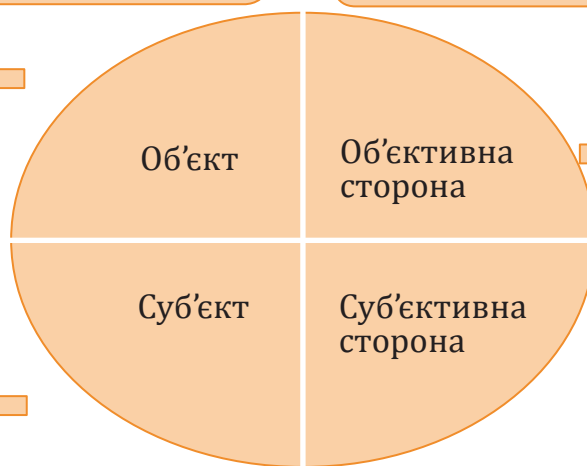 Об’єкт
Об’єктивна
сторона
Суб’єкт
Суб’єктивна
сторона